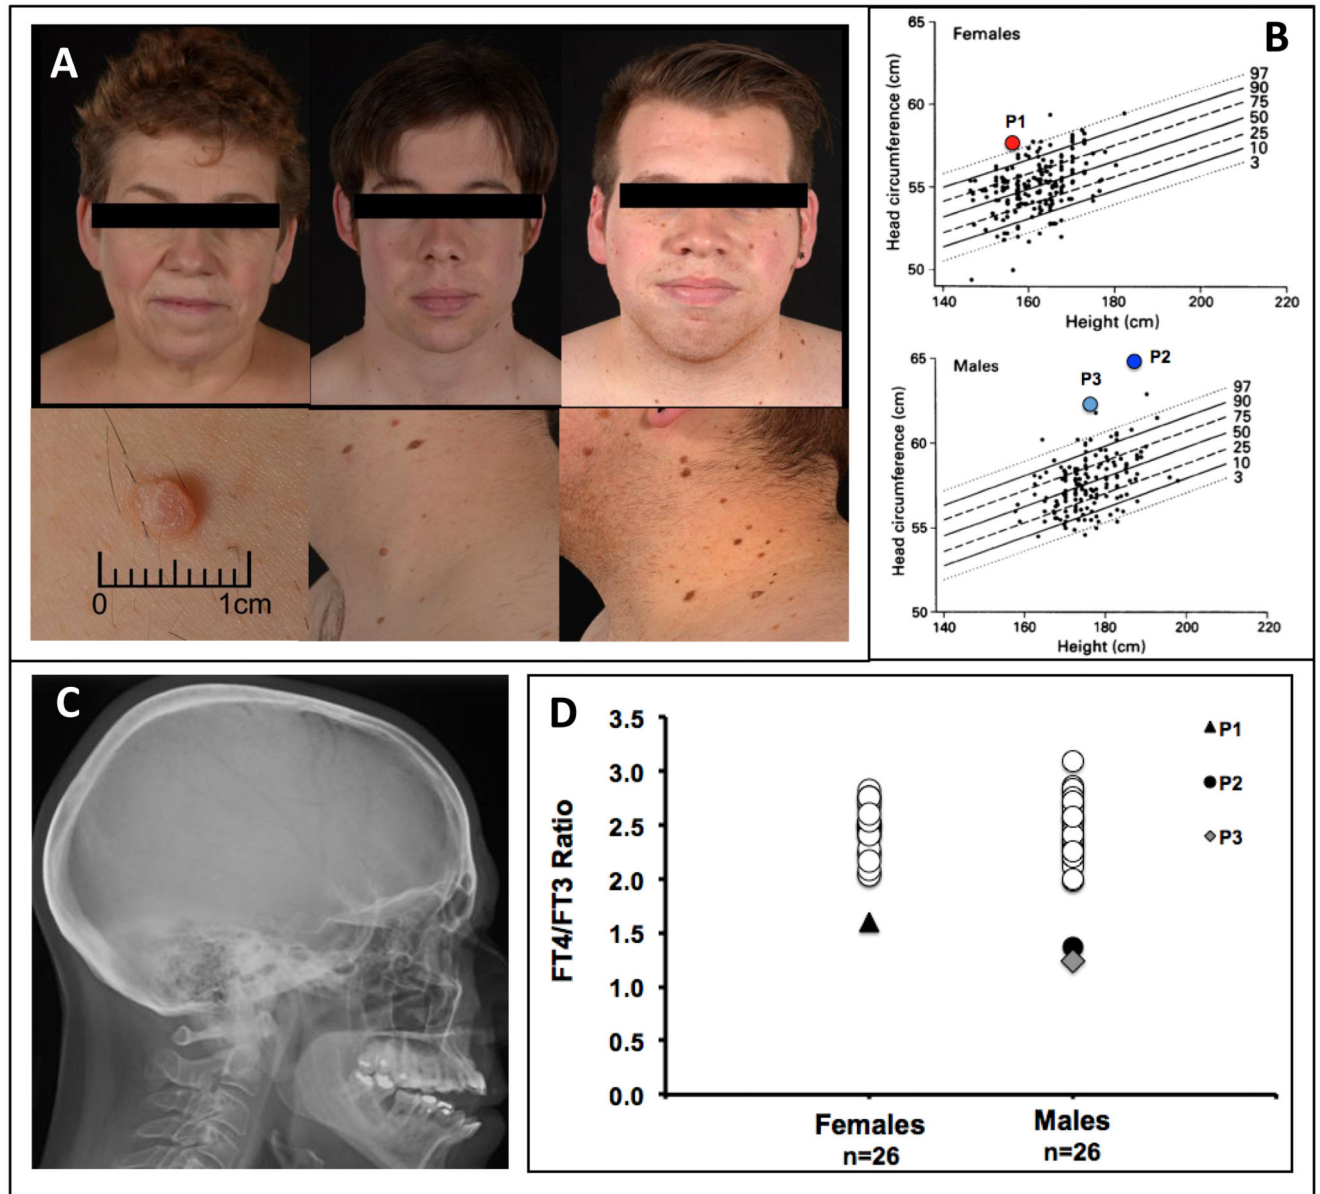 A
0 1cm
B
Females
65
60
55
50
Head circumference (cm)
P1
97
90
75
50
25
10
3
140 160 180 200 220
Height (cm)
Males
65
60
55
50
Head circumference (cm)
P2
P3
97
90
75
50
25
10
3
140 160 180 200 220
Height (cm)
C
D
FT4/FT3 Ratio
3.5
3.0
2.5
2.0
1.5
1.0
0.5
0.0
P1
P2
P3
Females
n=26
Males
n=26